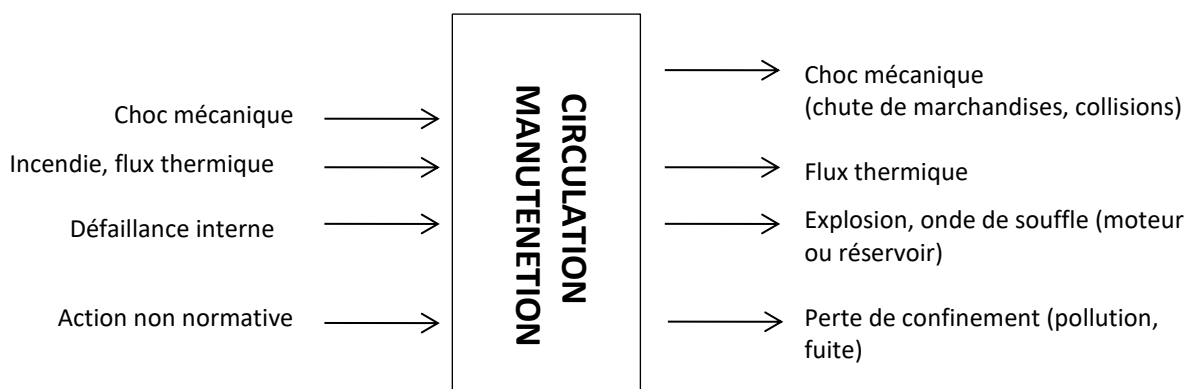 Choc mécanique
Incendie, flux thermique
Défaillance interne
Action non normative
CIRCULATION
MANUTENETION
Choc mécanique
(chute de marchandises, collisions)
Flux thermique
Explosion, onde de souffle (moteur
ou réservoir)
Perte de confinement (pollution,
fuite)